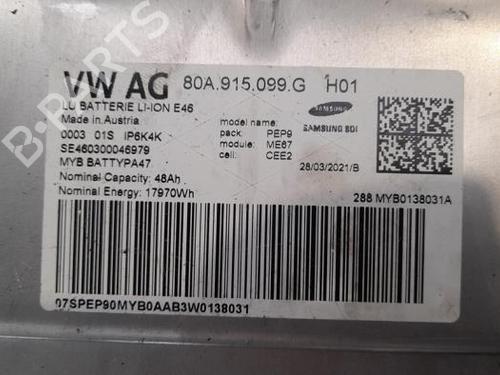 VW AG 80A.915.099.G H01
LU BATTERIE LI-ION E46
Made in Austria
0003 01S IP6K4K
SE460300046979
MYB BATTYPA47
Nominal Capacity: 48Ah
Nominal Energy: 17970Wh
model name:
pack: PEP9
module: ME67
cell: CEE2
SAMSUNG
SAMSUNG SDI
28/03/2021/B
288 MYB0138031A
07SPEP90MYB0AAB3W0138031